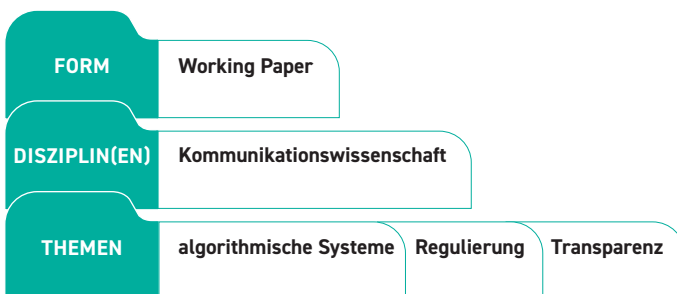 FORM Working Paper
DISZIPLIN(EN) Kommunikationswissenschaft
THEMEN algorithmische Systeme Regulierung Transparenz